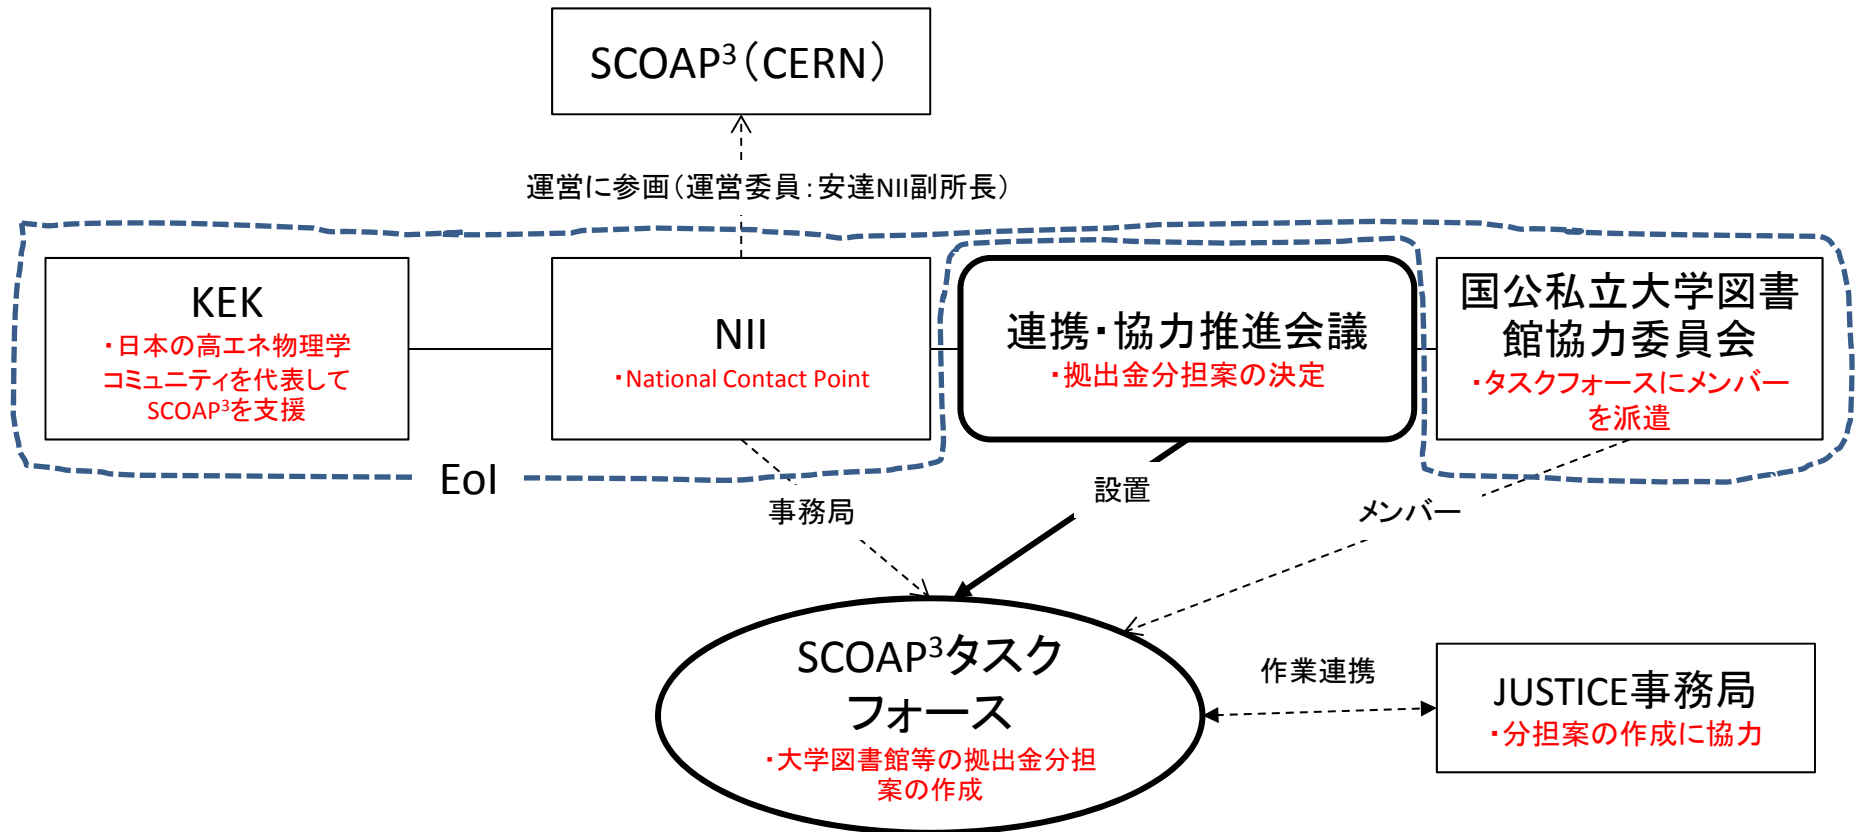 SCOAP³（CERN）
運営に参画（運営委員：安達NII副所長）
KEK
・日本の高エネ物理学
コミュニティを代表して
SCOAP³を支援
NII
・National Contact Point
連携・協力推進会議
・拠出金分担案の決定
国公私立大学図書
館協力委員会
・タスクフォースにメンバー
を派遣
EoI
事務局
設置
メンバー
SCOAP³タスク
フォース
・大学図書館等の拠出金分担
案の作成
作業連携
JUSTICE事務局
・分担案の作成に協力